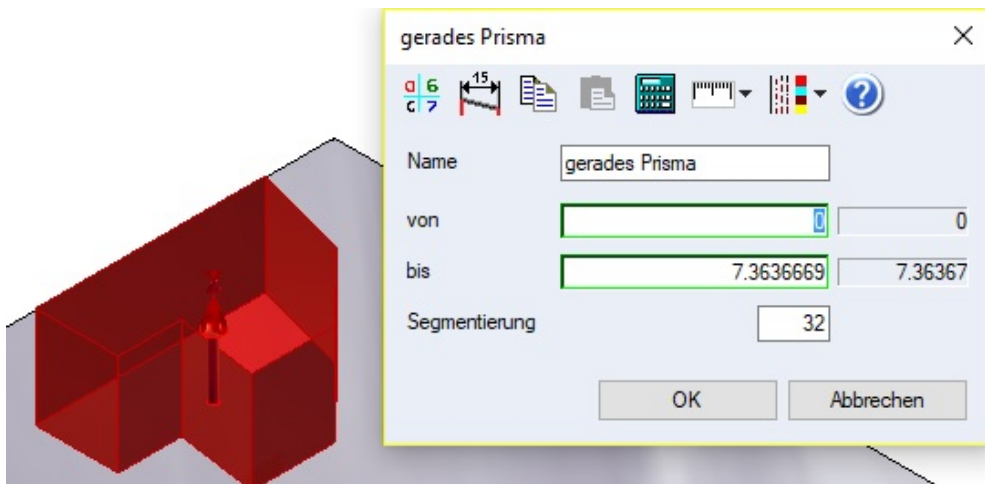 gerades Prisma
a 6
c 7
15
?
Name
gerades Prisma
von
0
0
bis
7.3636669
7.36367
Segmentierung
32
OK
Abbrechen